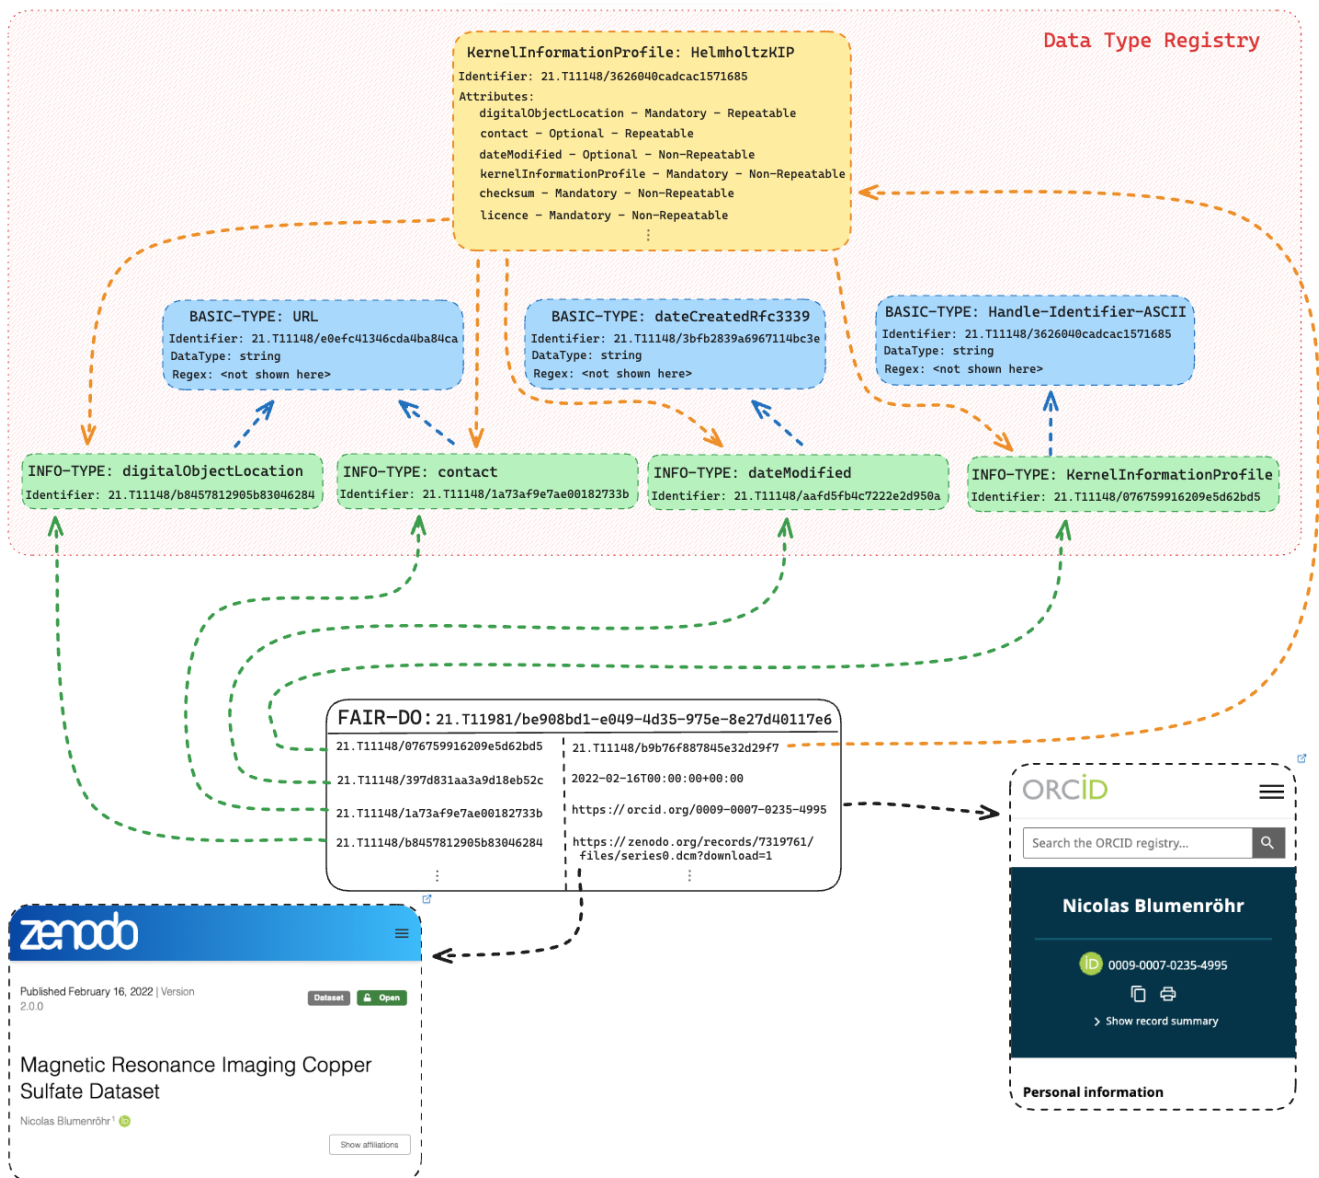 Data Type Registry
KernelInformationProfile: HelmholtzKIP
Identifier: 21.T11148/3626040cadcac1571685
Attributes:
digitalObjectLocation – Mandatory – Repeatable
contact – Optional – Repeatable
dateModified – Optional – Non-Repeatable
kernelInformationProfile – Mandatory – Non-Repeatable
checksum – Mandatory – Non-Repeatable
licence – Mandatory – Non-Repeatable
⋮
BASIC-TYPE: URL
Identifier: 21.T11148/e0efc41346cda4ba84ca
DataType: string
Regex: <not shown here>
BASIC-TYPE: dateCreatedRfc3339
Identifier: 21.T11148/3bfb2839a6967114bc3e
DataType: string
Regex: <not shown here>
BASIC-TYPE: Handle-Identifier-ASCII
Identifier: 21.T11148/3626040cadcac1571685
DataType: string
Regex: <not shown here>
INFO-TYPE: digitalObjectLocation
Identifier: 21.T11148/b8457812905b83046284
INFO-TYPE: contact
Identifier: 21.T11148/1a73af9e7ae00182733b
INFO-TYPE: dateModified
Identifier: 21.T11148/aafd5fb4c7222e2d950a
INFO-TYPE: KernelInformationProfile
Identifier: 21.T11148/076759916209e5d62bd5
FAIR-DO: 21.T11981/be908bd1-e049-4d35-975e-8e27d40117e6
21.T11148/076759916209e5d62bd5
21.T11148/b9b76f887845e32d29f7
21.T11148/397d831aa3a9d18eb52c
2022-02-16T00:00:00+00:00
21.T11148/1a73af9e7ae00182733b
https://orcid.org/0009-0007-0235-4995
21.T11148/b8457812905b83046284
https://zenodo.org/records/7319761/
files/series0.dcm?download=1
⋮
⋮
zenodo
Published February 16, 2022 | Version
2.0.0
Dataset
Open
Magnetic Resonance Imaging Copper
Sulfate Dataset
Nicolas Blumenröhr ¹ iD
Show affiliations
ORCID
Search the ORCID registry...
Nicolas Blumenröhr
iD 0009-0007-0235-4995
> Show record summary
Personal information